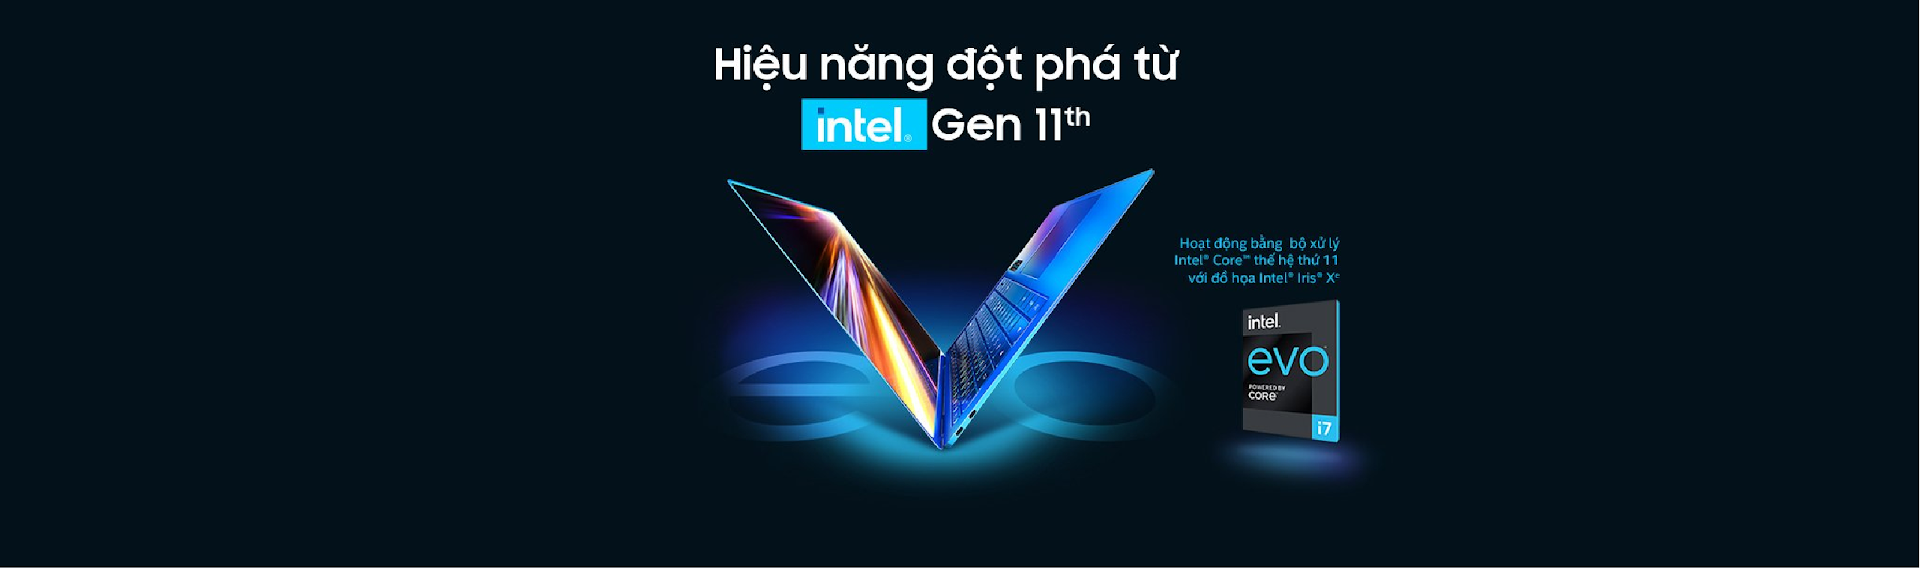 Hiệu năng đột phá từ
intel® Gen 11th
Hoạt động bằng bộ xử lý
Intel® Core™ thế hệ thứ 11
với đồ họa Intel® Iris® Xᵉ
intel.
evo
POWERED BY
CORE™
i7